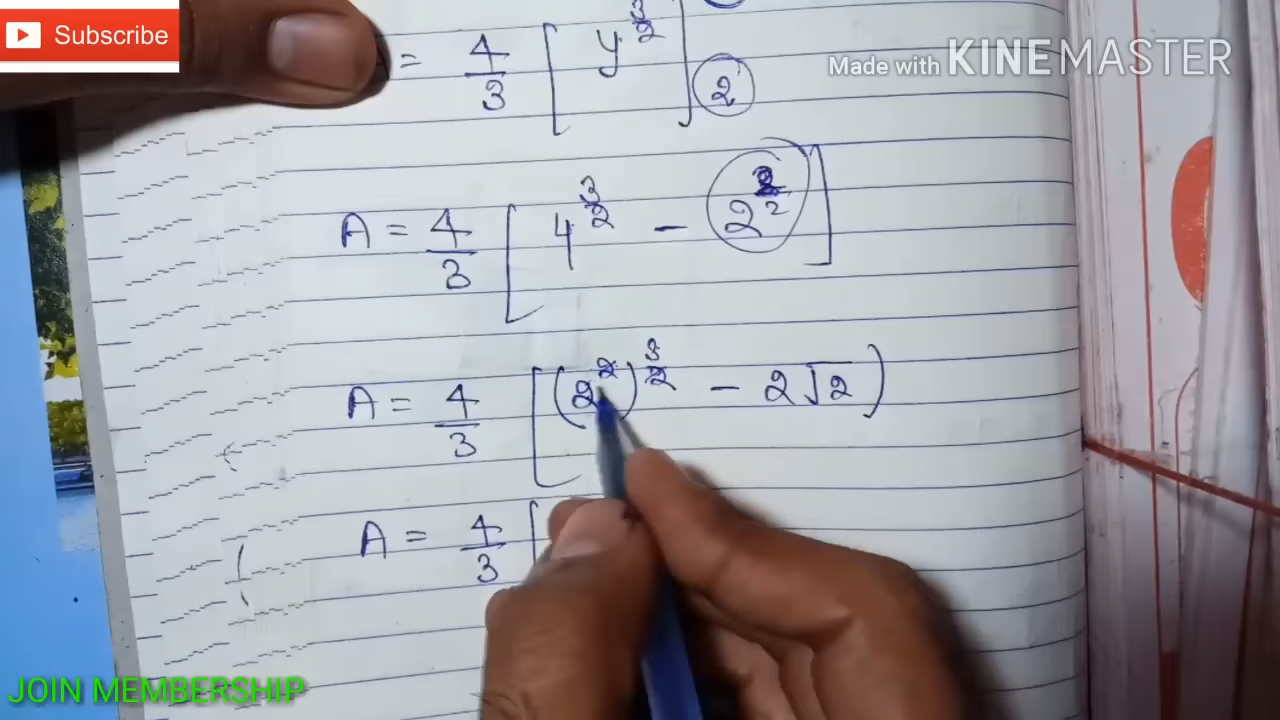 Subscribe
= 4/3 [ y^3/2 ]_2
Made with KINEMASTER
A = 4/3 [ 4^3/2 - 2^3/2 ]
A = 4/3 [ (2^2)^3/2 - 2√2 )
A = 4/3 [
JOIN MEMBERSHIP